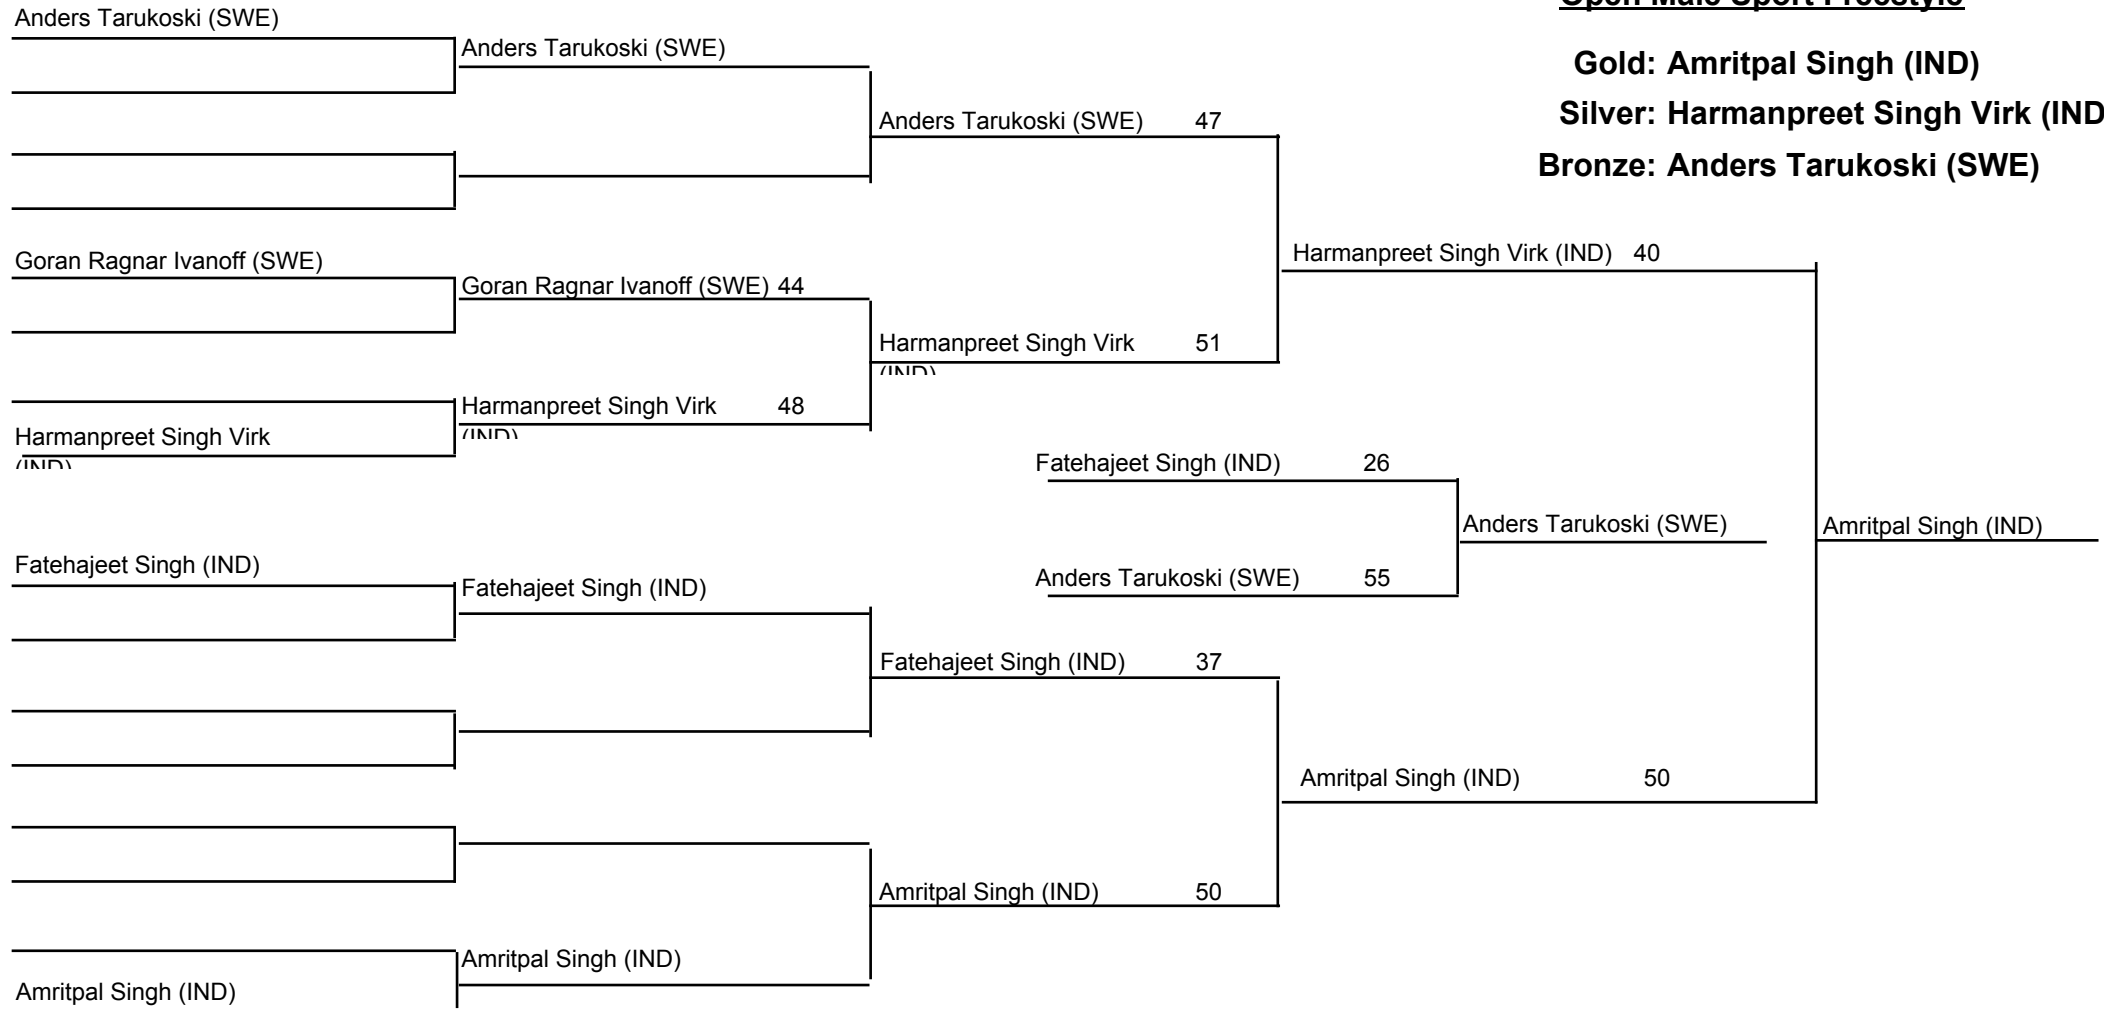 Open Male Sport Freestyle
Gold: Amritpal Singh (IND)
Silver: Harmanpreet Singh Virk (IND
Bronze: Anders Tarukoski (SWE)
Anders Tarukoski (SWE)
Goran Ragnar Ivanoff (SWE)
Harmanpreet Singh Virk
(IND)
Fatehajeet Singh (IND)
Amritpal Singh (IND)
Anders Tarukoski (SWE)
Goran Ragnar Ivanoff (SWE) 44
Harmanpreet Singh Virk 48
(IND)
Fatehajeet Singh (IND)
Amritpal Singh (IND)
Anders Tarukoski (SWE) 47
Harmanpreet Singh Virk 51
(IND)
Fatehajeet Singh (IND) 37
Amritpal Singh (IND) 50
Harmanpreet Singh Virk (IND) 40
Amritpal Singh (IND) 50
Fatehajeet Singh (IND) 26
Anders Tarukoski (SWE) 55
Anders Tarukoski (SWE)
Amritpal Singh (IND)